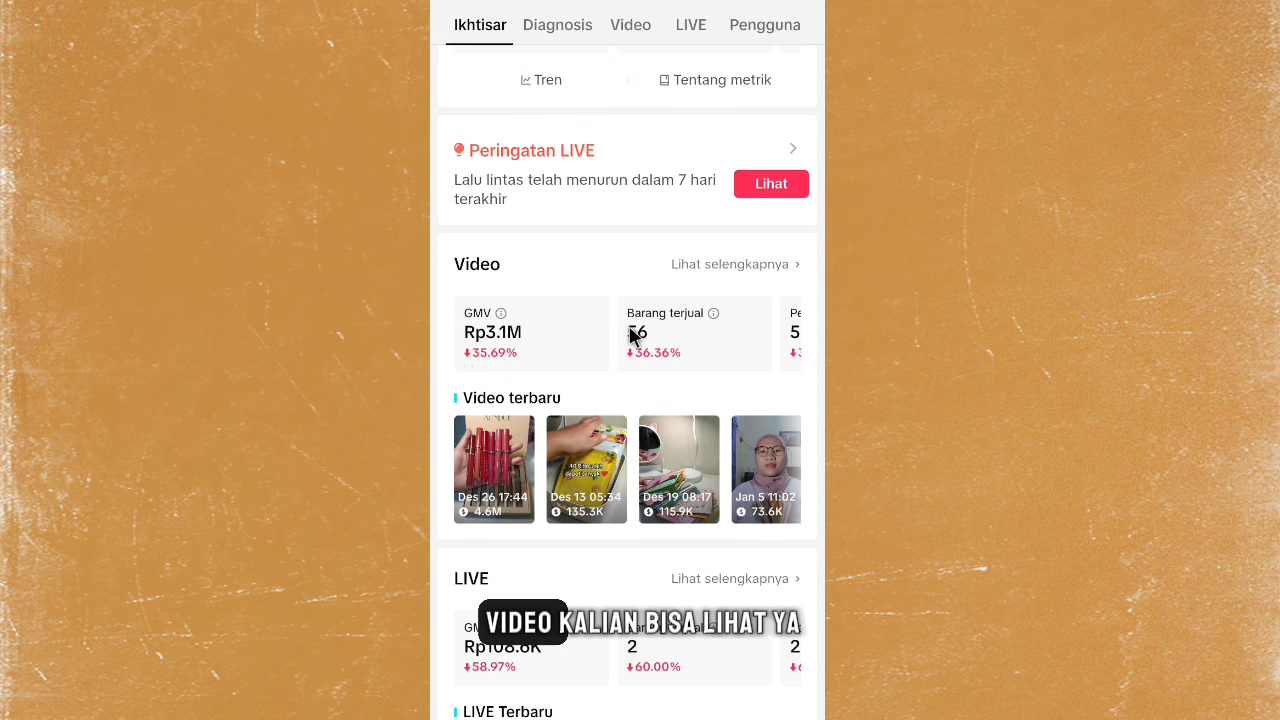 Ikhtisar Diagnosis Video LIVE Pengguna
Tren Tentang metrik
Peringatan LIVE
Lalu lintas telah menurun dalam 7 hari
terakhir
Lihat
Video Lihat selengkapnya
GMV Barang terjual
Rp3.1M
35.69% 36.36%
Video terbaru
Des 26 17:44 Des 13 05:34 Des 19 08:17 Jan 5 11:02
4.6M 135.3K 115.9K 73.6K
LIVE Lihat selengkapnya
VIDEO KALIAN BISA LIHAT YA
Rp108.6K 2
58.97% 60.00%
LIVE Terbaru